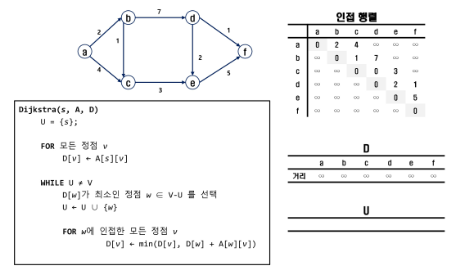 b
7
d
2
1
1
a
2
f
4
5
c
3
e
Dijkstra(s, A, D)
U = {s};
FOR 모든 정점 v
D[v] ← A[s][v]
WHILE U ≠ V
D[w]가 최소인 정점 w ∈ V-U 를 선택
U ← U ∪ {w}
FOR w에 인접한 모든 정점 v
D[v] ← min(D[v], D[w] + A[w][v])
인접 행렬
a b c d e f
a 0 2 4 ∞ ∞ ∞
b ∞ 0 1 7 ∞ ∞
c ∞ ∞ 0 0 3 ∞
d ∞ ∞ ∞ 0 2 1
e ∞ ∞ ∞ ∞ 0 5
f ∞ ∞ ∞ ∞ ∞ 0
D
a b c d e f
거리 ∞ ∞ ∞ ∞ ∞ ∞
U